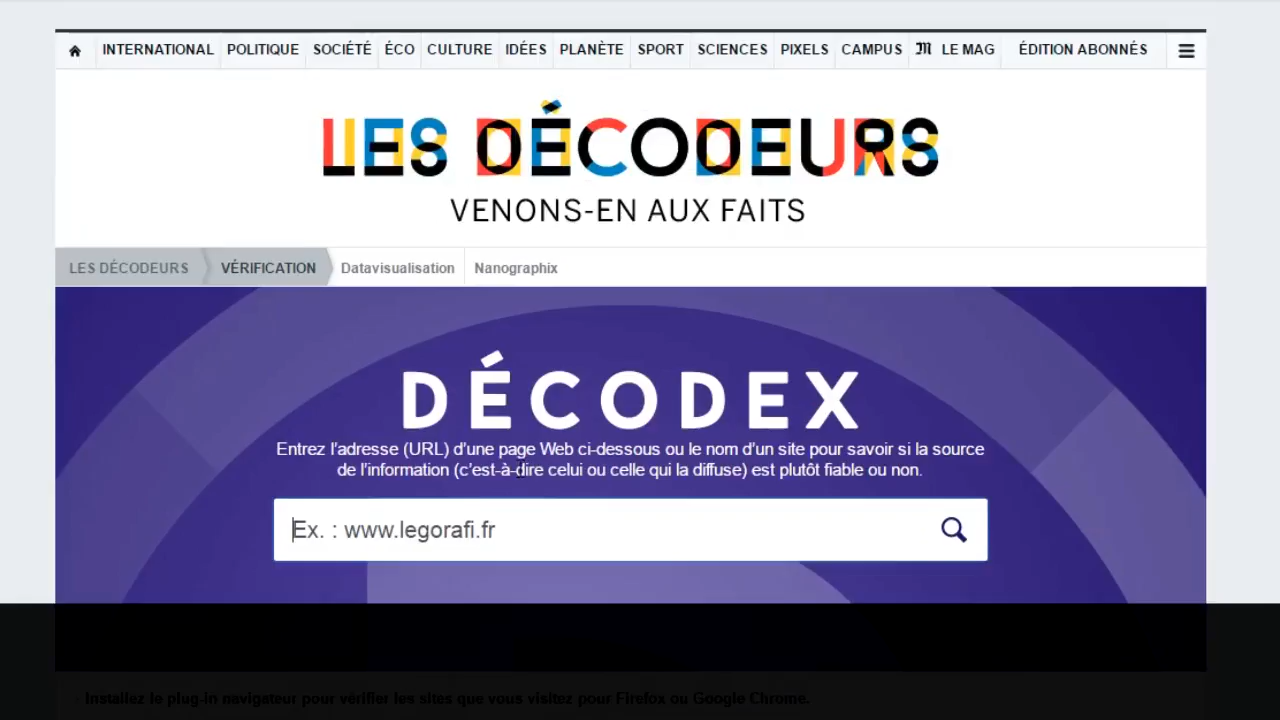 INTERNATIONAL POLITIQUE SOCIÉTÉ ÉCO CULTURE IDÉES PLANÈTE SPORT SCIENCES PIXELS CAMPUS M LE MAG ÉDITION ABONNÉS
LES DÉCODEURS
VENONS-EN AUX FAITS
LES DÉCODEURS VÉRIFICATION Datavisualisation Nanographix
DÉCODEX
Entrez l'adresse (URL) d'une page Web ci-dessous ou le nom d'un site pour savoir si la source
de l'information (c'est-à-dire celui ou celle qui la diffuse) est plutôt fiable ou non.
Ex. : www.legorafi.fr
Installez le plug-in navigateur pour vérifier les sites que vous visitez pour Firefox ou Google Chrome.